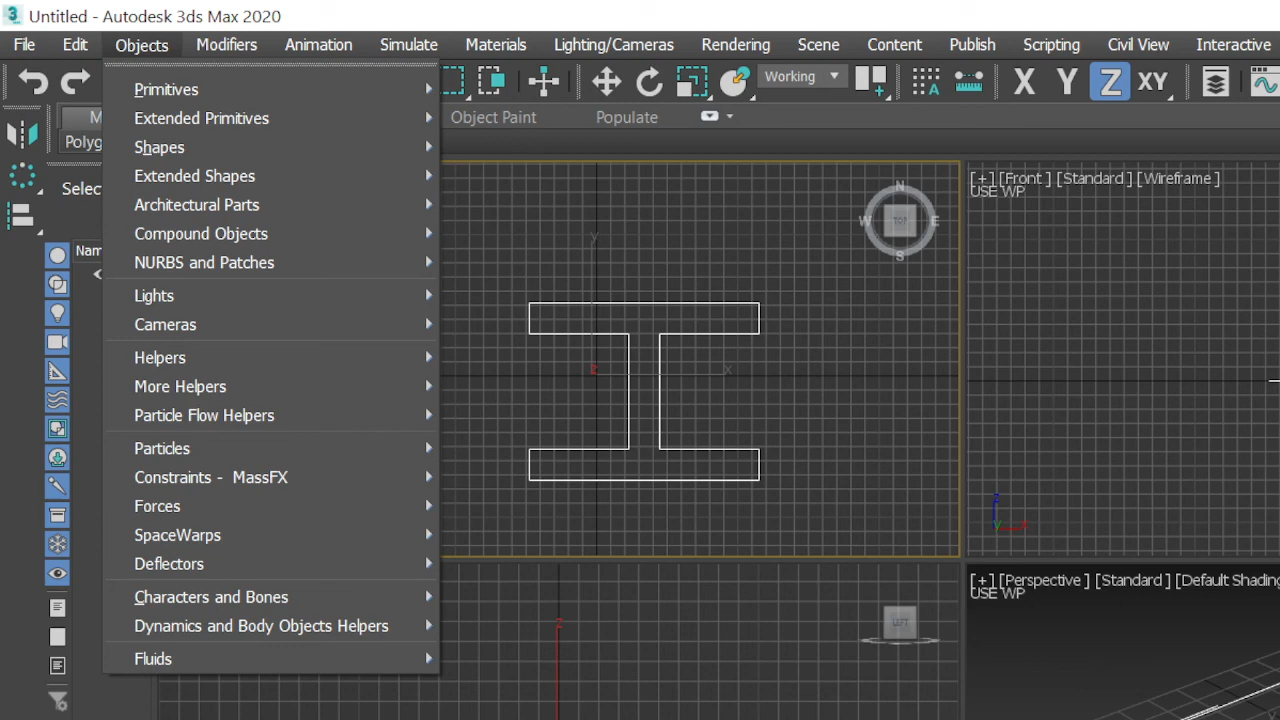 Untitled - Autodesk 3ds Max 2020
File Edit Objects Modifiers Animation Simulate Materials Lighting/Cameras Rendering Scene Content Publish Scripting Civil View Interactive
Working X Y Z XY
Object Paint Populate
Primitives
Extended Primitives
Shapes
Extended Shapes
Architectural Parts
Compound Objects
NURBS and Patches
Lights
Cameras
Helpers
More Helpers
Particle Flow Helpers
Particles
Constraints - MassFX
Forces
SpaceWarps
Deflectors
Characters and Bones
Dynamics and Body Objects Helpers
Fluids
M
Polyg
Selec
Nam
N
W TOP E
S
y
z x
[+] [Front ] [Standard ] [Wireframe ]
USE WP
z
y x
z
LEFT
[+] [Perspective ] [Standard ] [Default Shading
USE WP